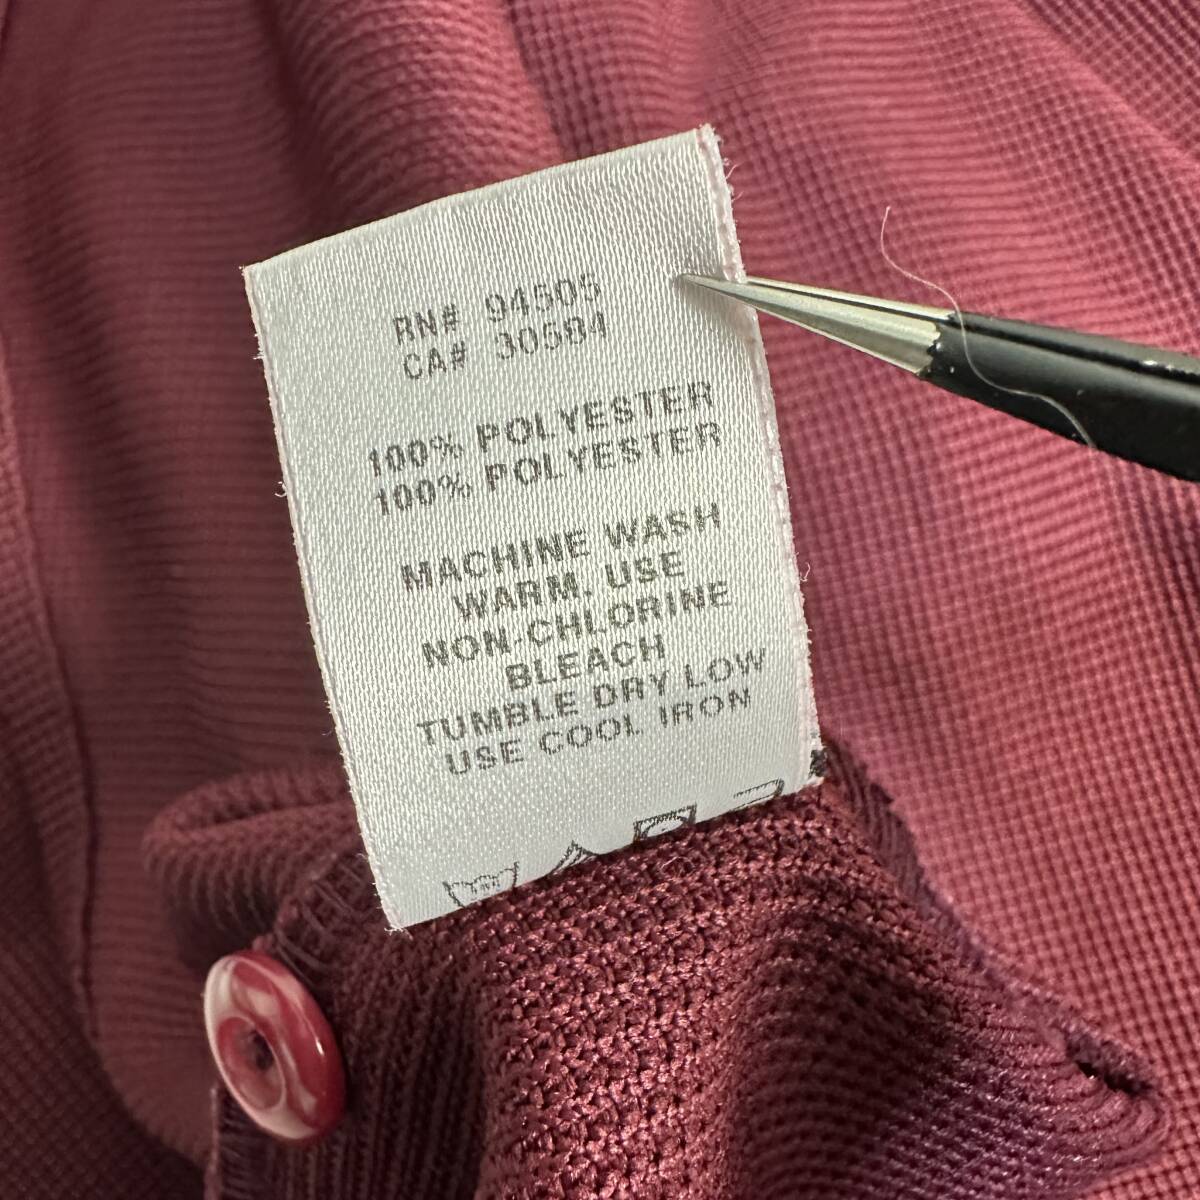 RN# 94505
CA# 30584
100% POLYESTER
100% POLYESTER
MACHINE WASH
WARM. USE
NON-CHLORINE
BLEACH
TUMBLE DRY LOW
USE COOL IRON